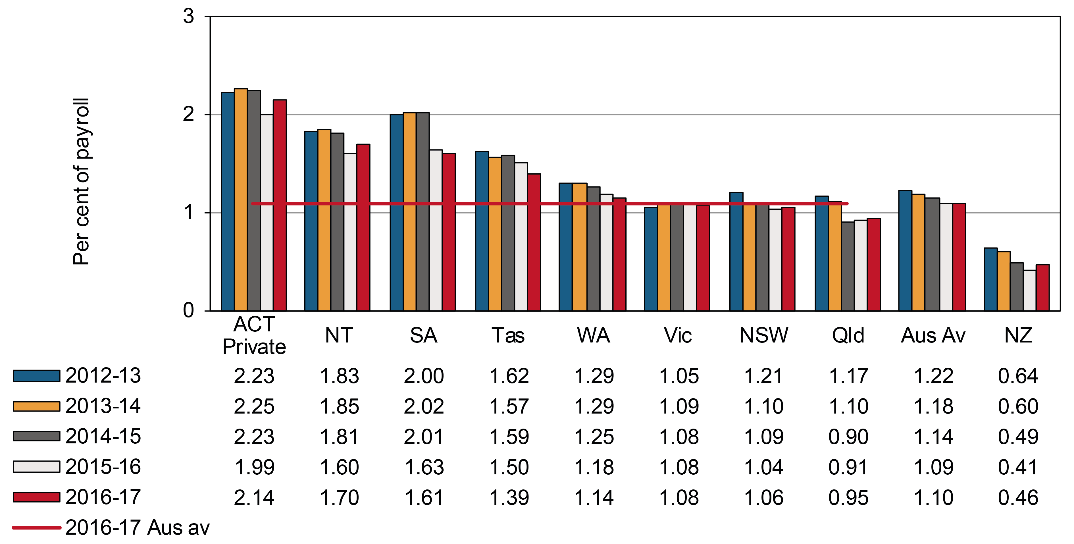 3
2
1
0
Per cent of payroll
ACT Private NT SA Tas WA Vic NSW Qld Aus Av NZ
2012-13 2.23 1.83 2.00 1.62 1.29 1.05 1.21 1.17 1.22 0.64
2013-14 2.25 1.85 2.02 1.57 1.29 1.09 1.10 1.10 1.18 0.60
2014-15 2.23 1.81 2.01 1.59 1.25 1.08 1.09 0.90 1.14 0.49
2015-16 1.99 1.60 1.63 1.50 1.18 1.08 1.04 0.91 1.09 0.41
2016-17 2.14 1.70 1.61 1.39 1.14 1.08 1.06 0.95 1.10 0.46
2016-17 Aus av